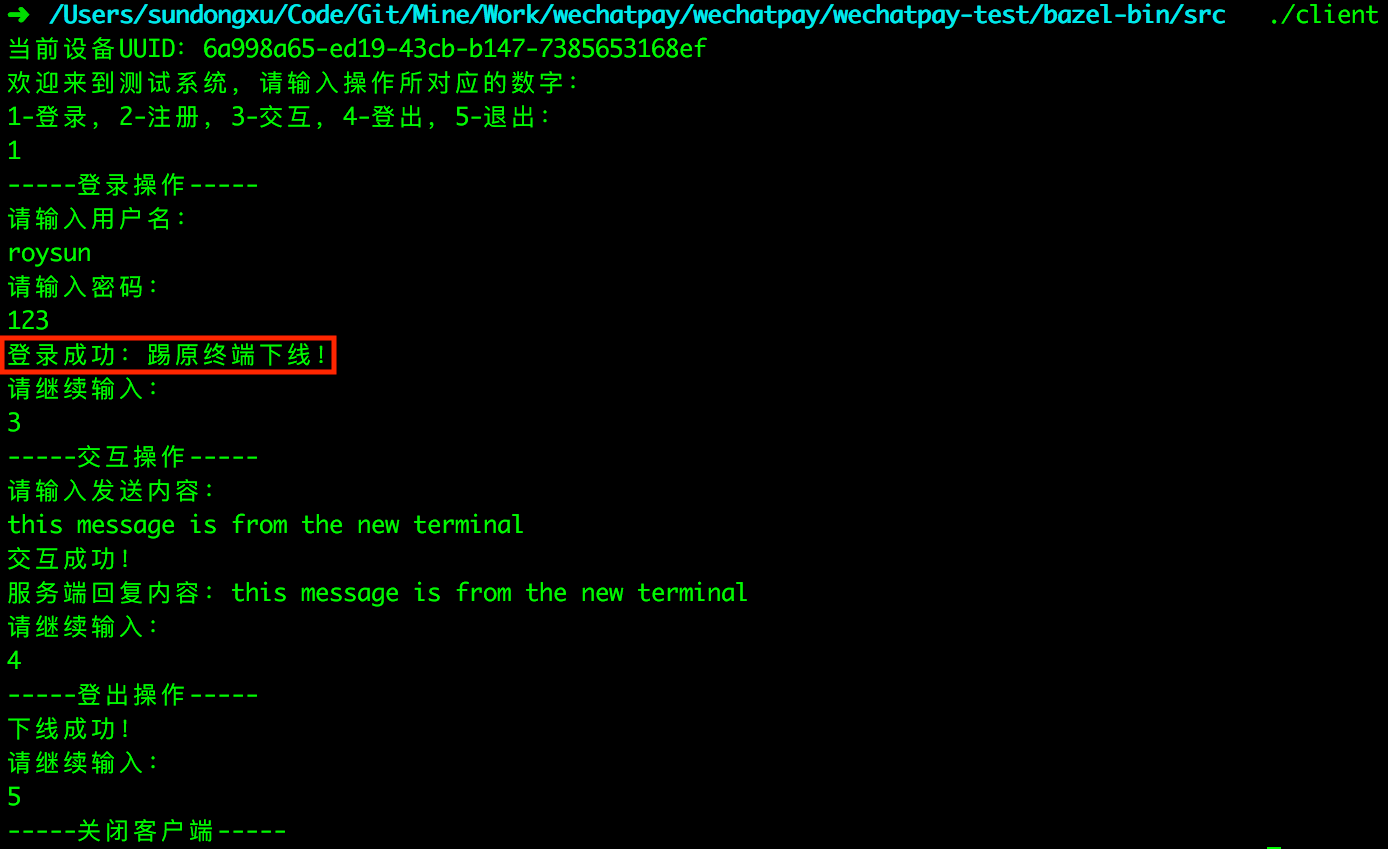 ➜ /Users/sundongxu/Code/Git/Mine/Work/wechatpay/wechatpay/wechatpay-test/bazel-bin/src ./client
当前设备UUID: 6a998a65-ed19-43cb-b147-7385653168ef
欢迎来到测试系统, 请输入操作所对应的数字:
1-登录, 2-注册, 3-交互, 4-登出, 5-退出:
1
-----登录操作-----
请输入用户名:
roysun
请输入密码:
123
登录成功: 踢原终端下线!
请继续输入:
3
-----交互操作-----
请输入发送内容:
this message is from the new terminal
交互成功!
服务端回复内容: this message is from the new terminal
请继续输入:
4
-----登出操作-----
下线成功!
请继续输入:
5
-----关闭客户端-----